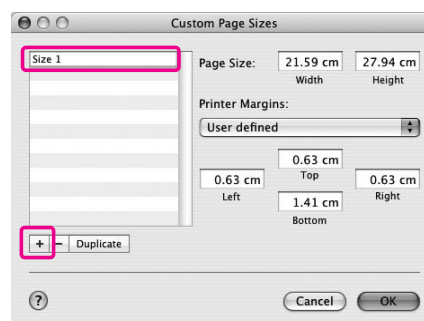 Custom Page Sizes
Size 1
Page Size: 21.59 cm 27.94 cm
Width Height
Printer Margins:
User defined
0.63 cm
Top
0.63 cm 0.63 cm
Left Right
1.41 cm
Bottom
+ - Duplicate
? Cancel OK